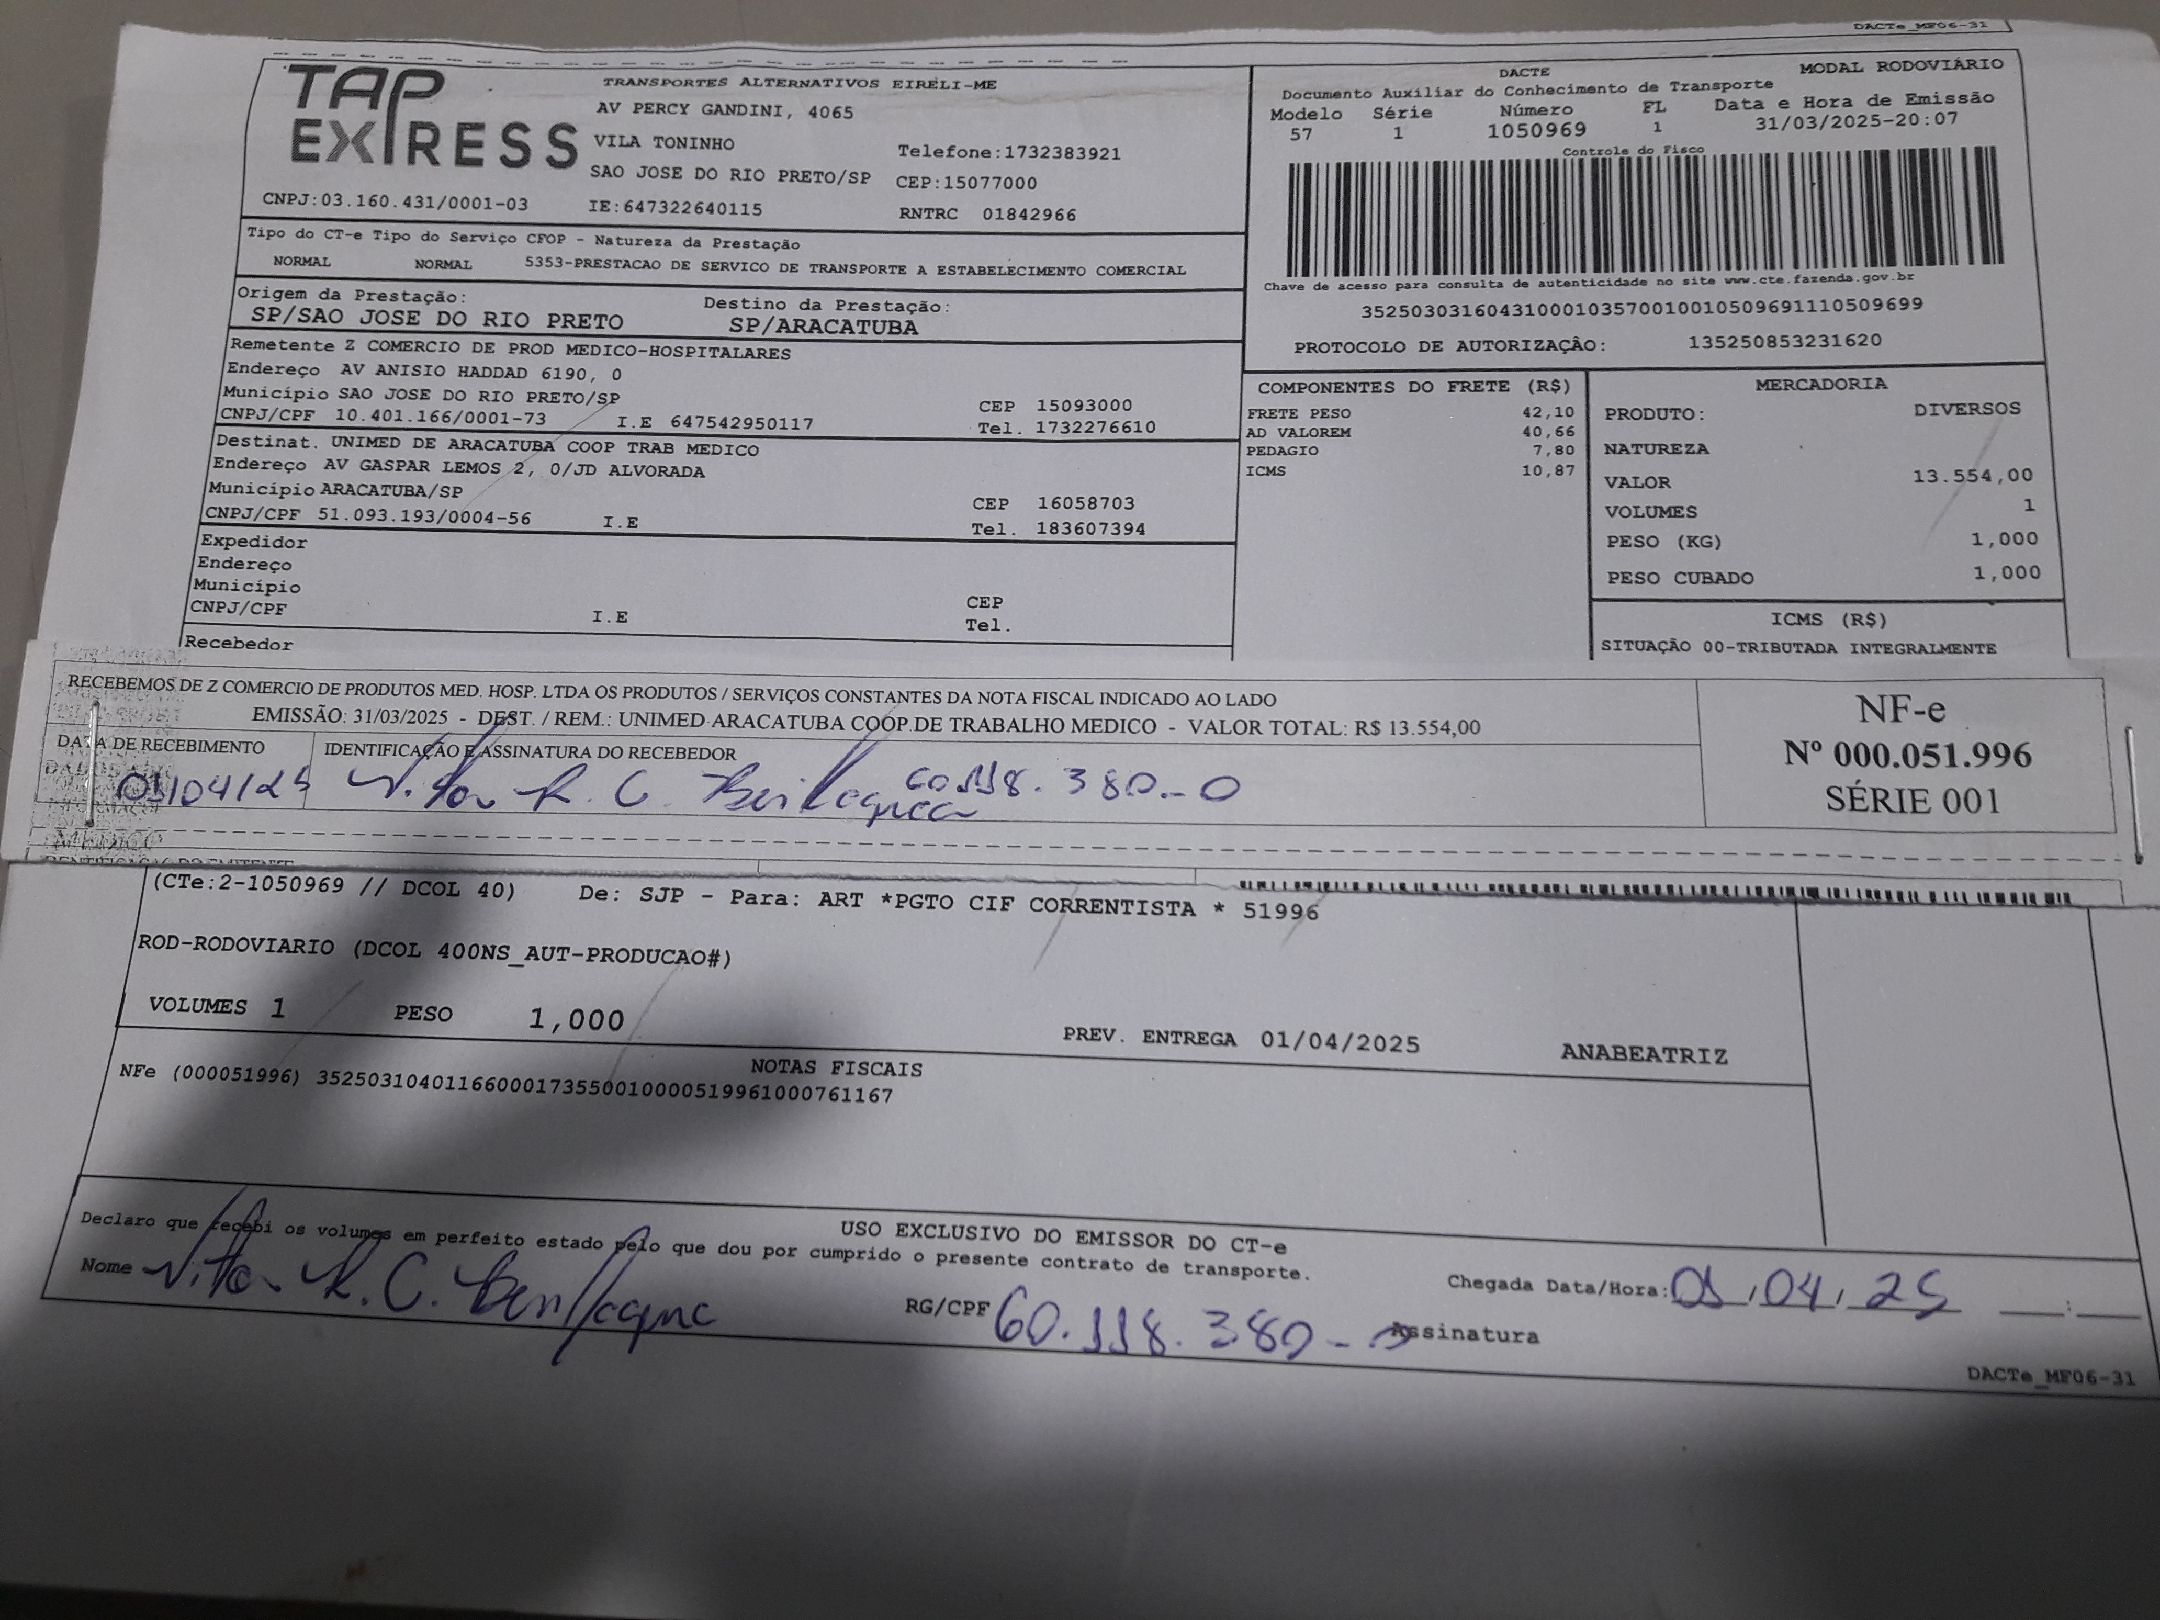 DACTe_MF06-31
TAP EXPRESS
TRANSPORTES ALTERNATIVOS EIRELI-ME
AV PERCY GANDINI, 4065
VILA TONINHO
Telefone:1732383921
SAO JOSE DO RIO PRETO/SP CEP:15077000
CNPJ:03.160.431/0001-03 IE:647322640115 RNTRC 01842966
DACTE MODAL RODOVIÁRIO
Documento Auxiliar do Conhecimento de Transporte
Modelo Série Número FL Data e Hora de Emissão
57 1 1050969 1 31/03/2025-20:07
Controle do Fisco
Chave de acesso para consulta de autenticidade no site www.cte.fazenda.gov.br
35250303160431000103570010010509691110509699
PROTOCOLO DE AUTORIZAÇÃO: 135250853231620
Tipo do CT-e Tipo do Serviço CFOP - Natureza da Prestação
NORMAL NORMAL 5353-PRESTACAO DE SERVICO DE TRANSPORTE A ESTABELECIMENTO COMERCIAL
Origem da Prestação: Destino da Prestação:
SP/SAO JOSE DO RIO PRETO SP/ARACATUBA
Remetente Z COMERCIO DE PROD MEDICO-HOSPITALARES
Endereço AV ANISIO HADDAD 6190, 0
Município SAO JOSE DO RIO PRETO/SP CEP 15093000
CNPJ/CPF 10.401.166/0001-73 I.E 647542950117 Tel. 1732276610
Destinat. UNIMED DE ARACATUBA COOP TRAB MEDICO
Endereço AV GASPAR LEMOS 2, 0/JD ALVORADA
Município ARACATUBA/SP CEP 16058703
CNPJ/CPF 51.093.193/0004-56 I.E Tel. 183607394
Expedidor
Endereço
Município CEP
CNPJ/CPF I.E Tel.
Recebedor
COMPONENTES DO FRETE (R$)
FRETE PESO 42,10
AD VALOREM 40,66
PEDAGIO 7,80
ICMS 10,87
MERCADORIA
PRODUTO: DIVERSOS
NATUREZA
VALOR 13.554,00
VOLUMES 1
PESO (KG) 1,000
PESO CUBADO 1,000
ICMS (R$)
SITUAÇÃO 00-TRIBUTADA INTEGRALMENTE
RECEBEMOS DE Z COMERCIO DE PRODUTOS MED. HOSP. LTDA OS PRODUTOS / SERVIÇOS CONSTANTES DA NOTA FISCAL INDICADO AO LADO
EMISSÃO: 31/03/2025 - DEST. / REM.: UNIMED ARACATUBA COOP.DE TRABALHO MEDICO - VALOR TOTAL: R$ 13.554,00
DATA DE RECEBIMENTO IDENTIFICAÇÃO E ASSINATURA DO RECEBEDOR
01/04/25 Vitor R. C. Bevilacqua 60.118.380-0
NF-e
Nº 000.051.996
SÉRIE 001
(CTe:2-1050969 // DCOL 40) De: SJP - Para: ART *PGTO CIF CORRENTISTA * 51996
ROD-RODOVIARIO (DCOL 400NS_AUT-PRODUCAO#)
VOLUMES 1 PESO 1,000 PREV. ENTREGA 01/04/2025 ANABEATRIZ
NOTAS FISCAIS
NFe (000051996) 35250310401166000173550010000519961000761167
USO EXCLUSIVO DO EMISSOR DO CT-e
Declaro que recebi os volumes em perfeito estado pelo que dou por cumprido o presente contrato de transporte.
Nome Vitor R. C. Bevilacqua RG/CPF 60.118.380-0 Chegada Data/Hora: 01/04/25 __:__
Assinatura
DACTe_MF06-31